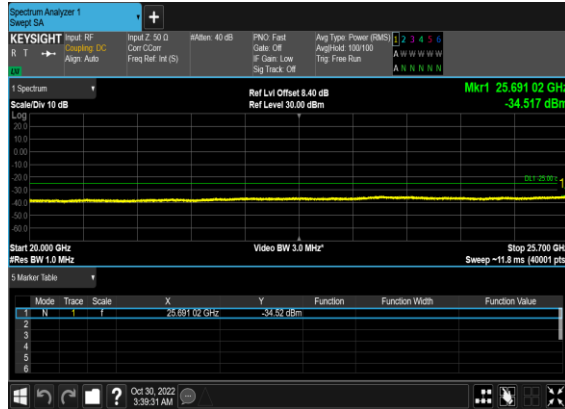 Spectrum Analyzer 1
Swept SA
+
KEYSIGHT Input: RF Input Z: 50 Ω #Atten: 40 dB PNO: Fast Avg Type: Power (RMS) 1 2 3 4 5 6
R T Coupling: DC Corr CCorr Gate: Off Avg|Hold: 100/100 A W W W W W
Align: Auto Freq Ref: Int (S) IF Gain: Low Trig: Free Run
Sig Track: Off A N N N N N
1 Spectrum
Ref Lvl Offset 8.40 dB Mkr1 25.691 02 GHz
Scale/Div 10 dB Ref Level 30.00 dBm -34.517 dBm
Log
20.0
10.0
0.00
-10.0
-20.0
DL1 -25.00
1
-30.0
-40.0
-50.0
-60.0
Start 20.000 GHz Video BW 3.0 MHz* Stop 25.700 GHz
#Res BW 1.0 MHz Sweep ~11.8 ms (40001 pts)
5 Marker Table
Mode Trace Scale X Y Function Function Width Function Value
1 N 1 f 25.691 02 GHz -34.52 dBm
2
3
4
5
6
? Oct 30, 2022
3:39:31 AM